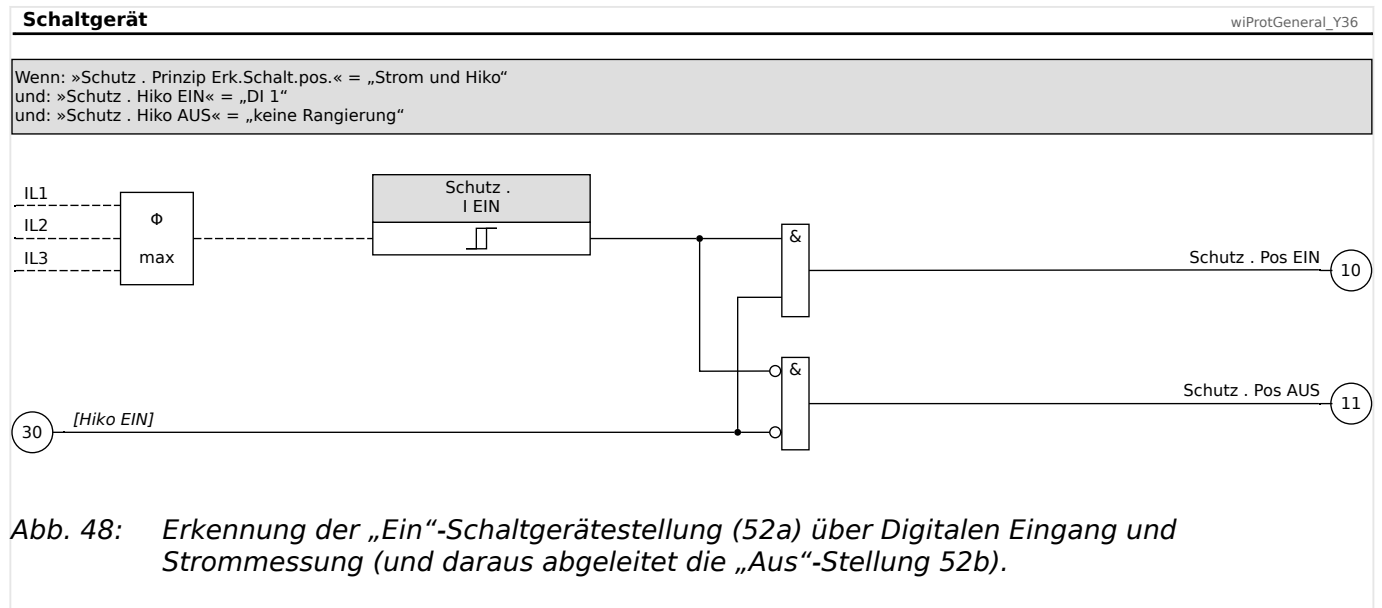 Schaltgerät
wiProtGeneral_Y36
Wenn: »Schutz . Prinzip Erk.Schalt.pos.« = „Strom und Hiko“
und: »Schutz . Hiko EIN« = „DI 1“
und: »Schutz . Hiko AUS« = „keine Rangierung“
IL1
IL2
IL3
Φ
max
Schutz .
I EIN
&
Schutz . Pos EIN
10
&
Schutz . Pos AUS
11
30
[Hiko EIN]
Abb. 48: Erkennung der „Ein“-Schaltgerätestellung (52a) über Digitalen Eingang und
Strommessung (und daraus abgeleitet die „Aus“-Stellung 52b).